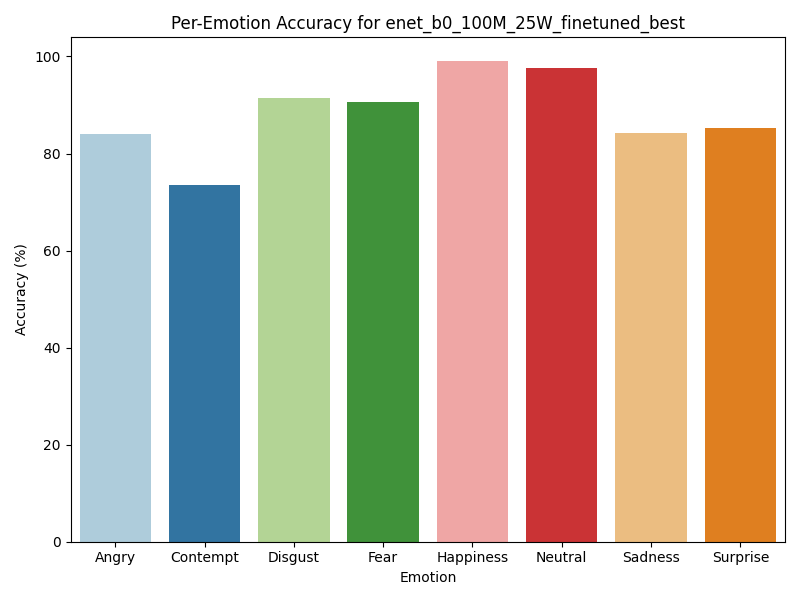 Per-Emotion Accuracy for enet_b0_100M_25W_finetuned_best
Accuracy (%)
100
80
60
40
20
0
Angry Contempt Disgust Fear Happiness Neutral Sadness Surprise
Emotion